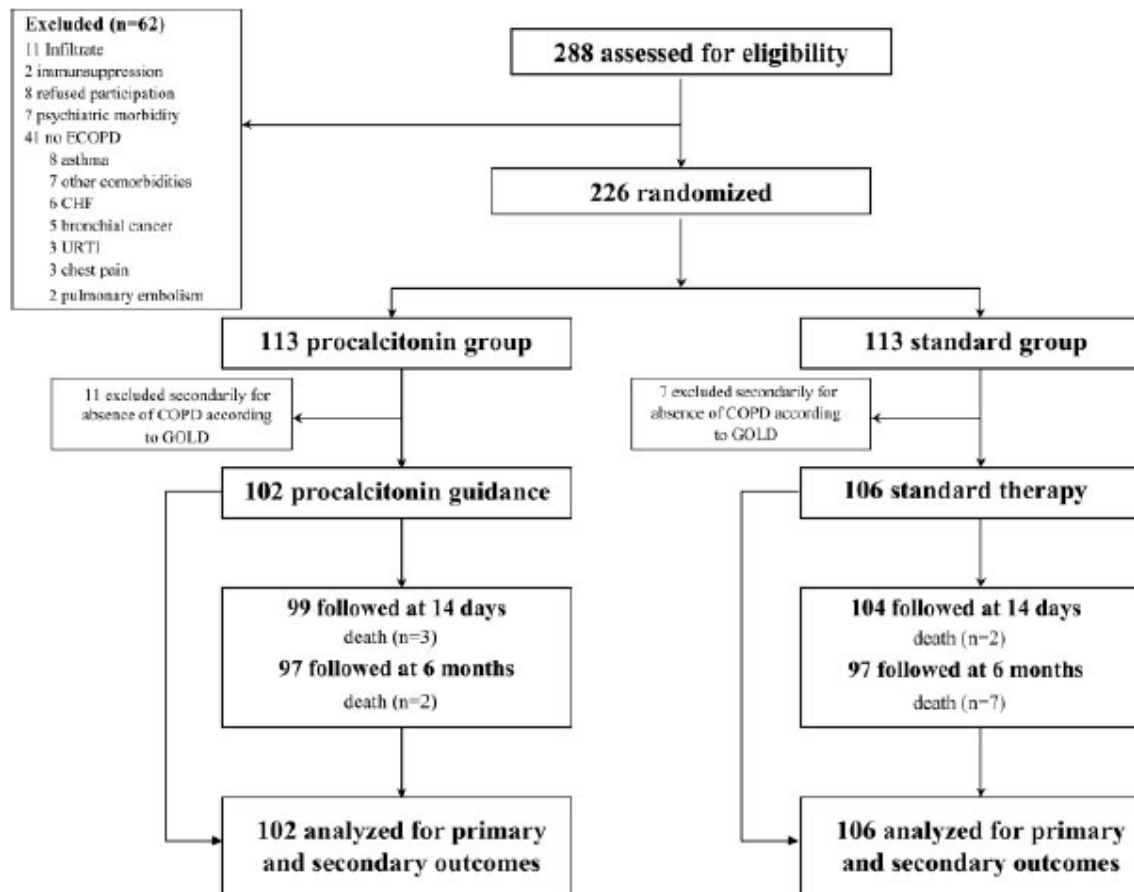 Excluded (n=62)
11 Infiltrate
2 immunsuppression
8 refused participation
7 psychiatric morbidity
41 no ECOPD
8 asthma
7 other comorbidities
6 CHF
5 bronchial cancer
3 URTI
3 chest pain
2 pulmonary embolism
288 assessed for eligibility
226 randomized
113 procalcitonin group
113 standard group
11 excluded secondarily for
absence of COPD according
to GOLD
7 excluded secondarily for
absence of COPD according
to GOLD
102 procalcitonin guidance
106 standard therapy
99 followed at 14 days
death (n=3)
97 followed at 6 months
death (n=2)
104 followed at 14 days
death (n=2)
97 followed at 6 months
death (n=7)
102 analyzed for primary
and secondary outcomes
106 analyzed for primary
and secondary outcomes